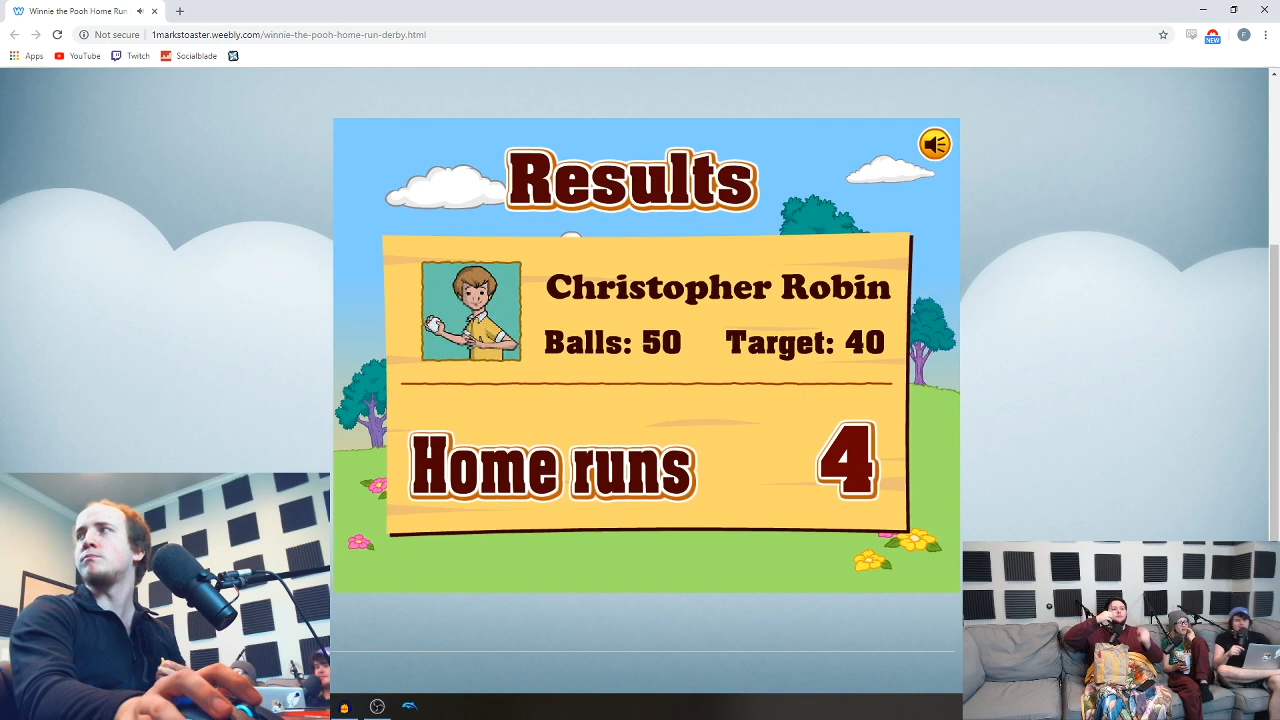 Winnie the Pooh Home Run
Not secure
1markstoaster.weebly.com/winnie-the-pooh-home-run-derby.html
F
NEW
Apps
YouTube
Twitch
Socialblade
Results
Christopher Robin
Balls: 50
Target: 40
Home runs
4